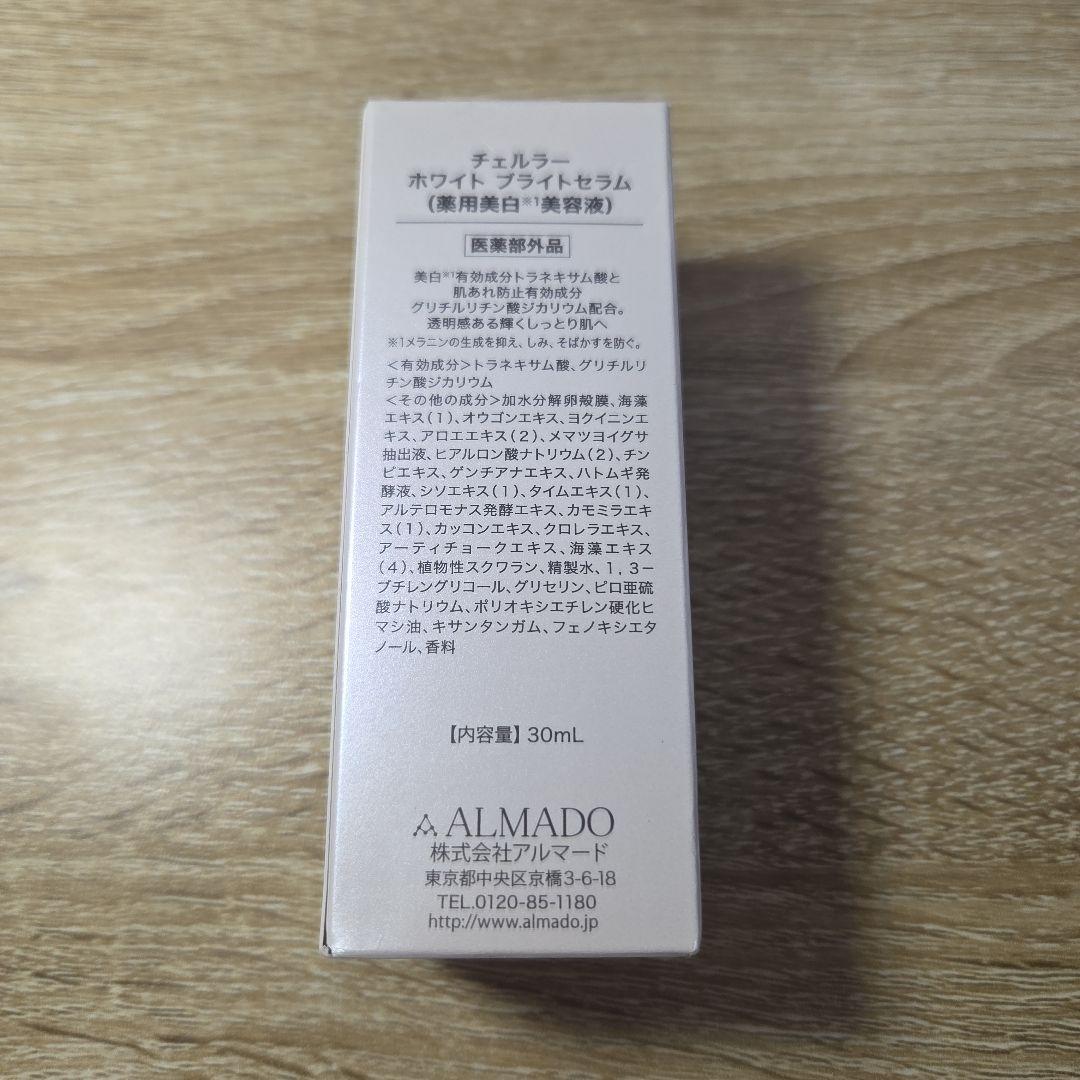 チェルラー
ホワイト ブライトセラム
(薬用美白※1美容液)
医薬部外品
美白※1有効成分トラネキサム酸と
肌あれ防止有効成分
グリチルリチン酸ジカリウム配合。
透明感ある輝くしっとり肌へ
※1メラニンの生成を抑え、しみ、そばかすを防ぐ。
<有効成分>トラネキサム酸、グリチルリ
チン酸ジカリウム
<その他の成分>加水分解卵殻膜、海藻
エキス(1)、オウゴンエキス、ヨクイニンエ
キス、アロエエキス(2)、メマツヨイグサ
抽出液、ヒアルロン酸ナトリウム(2)、チン
ピエキス、ゲンチアナエキス、ハトムギ発
酵液、シソエキス(1)、タイムエキス(1)、
アルテロモナス発酵エキス、カモミラエキ
ス(1)、カッコンエキス、クロレラエキス、
アーティチョークエキス、海藻エキス
(4)、植物性スクワラン、精製水、1,3-
ブチレングリコール、グリセリン、ピロ亜硫
酸ナトリウム、ポリオキシエチレン硬化ヒ
マシ油、キサンタンガム、フェノキシエタ
ノール、香料
【内容量】30mL
ALMADO
株式会社アルマード
東京都中央区京橋3-6-18
TEL.0120-85-1180
http://www.almado.jp